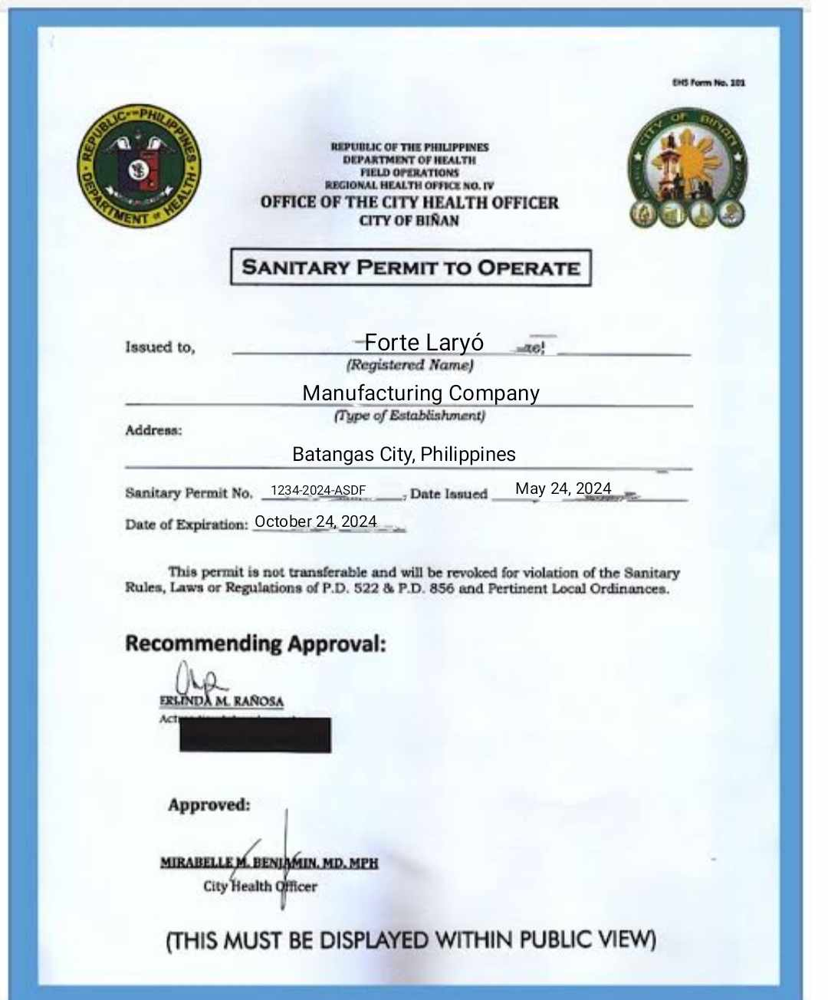 EHS Form No. 101
REPUBLIC OF THE PHILIPPINES
DEPARTMENT OF HEALTH
CITY OF BIÑAN
REPUBLIC OF THE PHILIPPINES
DEPARTMENT OF HEALTH
FIELD OPERATIONS
REGIONAL HEALTH OFFICE NO. IV
OFFICE OF THE CITY HEALTH OFFICER
CITY OF BIÑAN
SANITARY PERMIT TO OPERATE
Issued to, Forte Laryó
(Registered Name)
Manufacturing Company
(Type of Establishment)
Address:
Batangas City, Philippines
Sanitary Permit No. 1234-2024-ASDF, Date Issued May 24, 2024
Date of Expiration: October 24, 2024
This permit is not transferable and will be revoked for violation of the Sanitary
Rules, Laws or Regulations of P.D. 522 & P.D. 856 and Pertinent Local Ordinances.
Recommending Approval:
ERLINDA M. RAÑOSA
Approved:
MIRABELLE M. BENJAMIN, MD, MPH
City Health Officer
(THIS MUST BE DISPLAYED WITHIN PUBLIC VIEW)